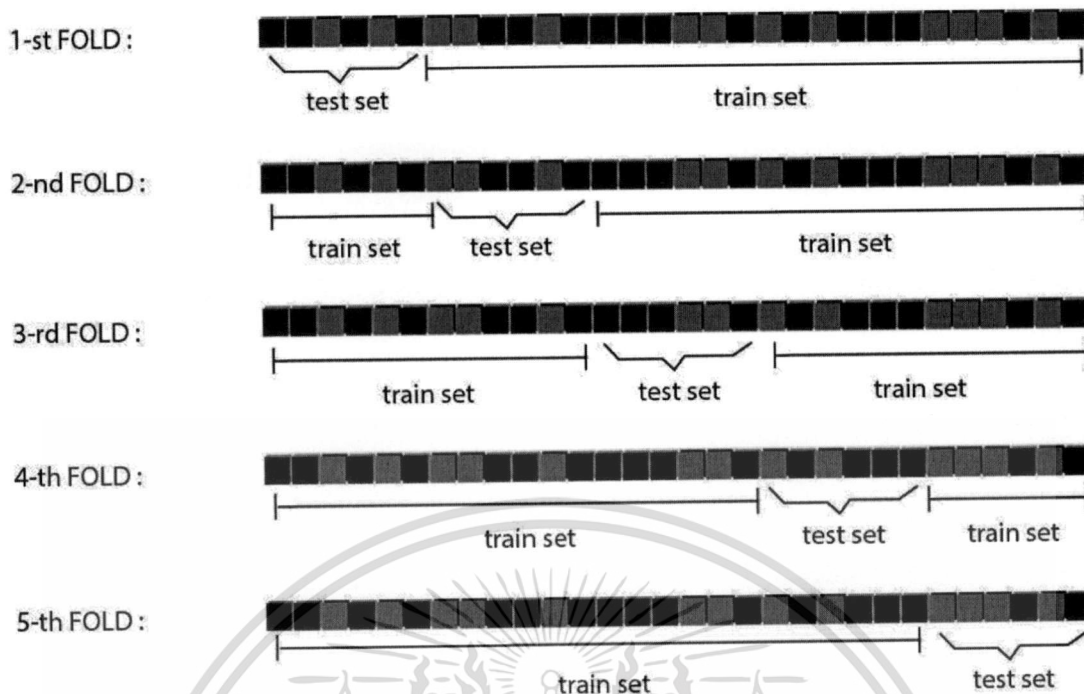 1-st FOLD :
test set
train set
2-nd FOLD :
train set
test set
train set
3-rd FOLD :
train set
test set
train set
4-th FOLD :
train set
test set
train set
5-th FOLD :
train set
test set